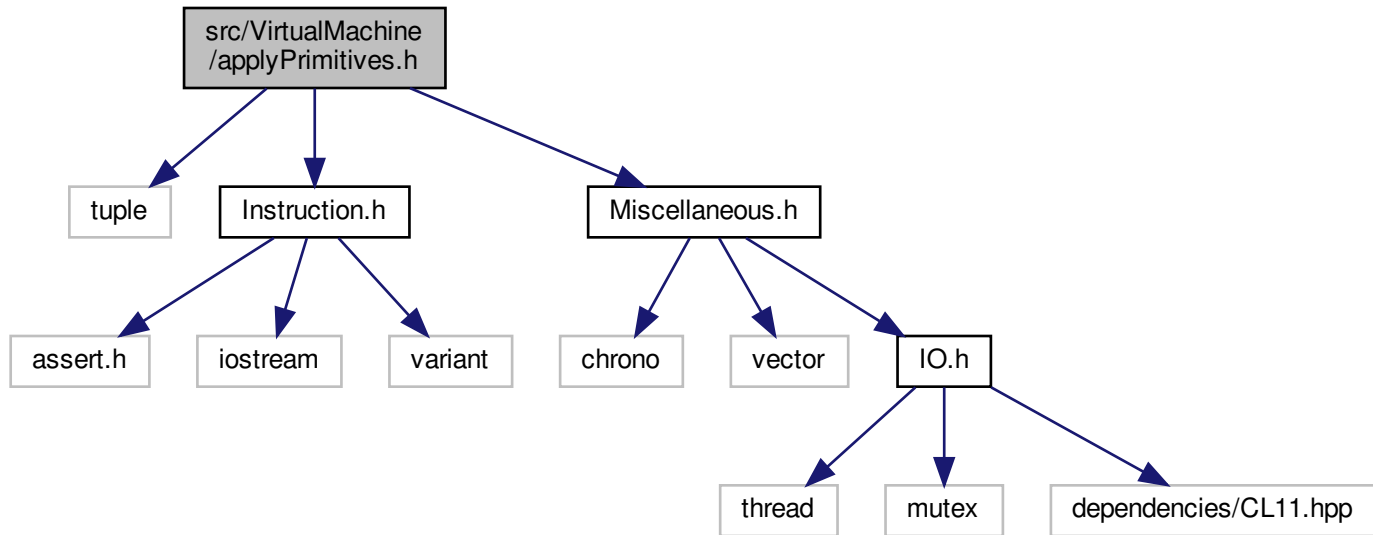 src/VirtualMachine
/applyPrimitives.h
tuple
Instruction.h
Miscellaneous.h
assert.h
iostream
variant
chrono
vector
IO.h
thread
mutex
dependencies/CL11.hpp